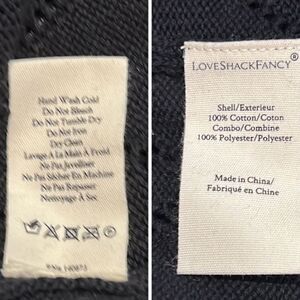 Hand Wash Cold
Do Not Bleach
Do Not Tumble Dry
Do Not Iron
Dry Clean
Lavage À La Main À Froid
Ne Pas Javelliser
Ne Pas Sécher En Machine
Ne Pas Repasser
Nettoyage À Sec
LOVESHACKFANCY®
Shell/Exterieur
100% Cotton/Coton
Combo/Combine
100% Polyester/Polyester
Made in China/
Fabriqué en Chine